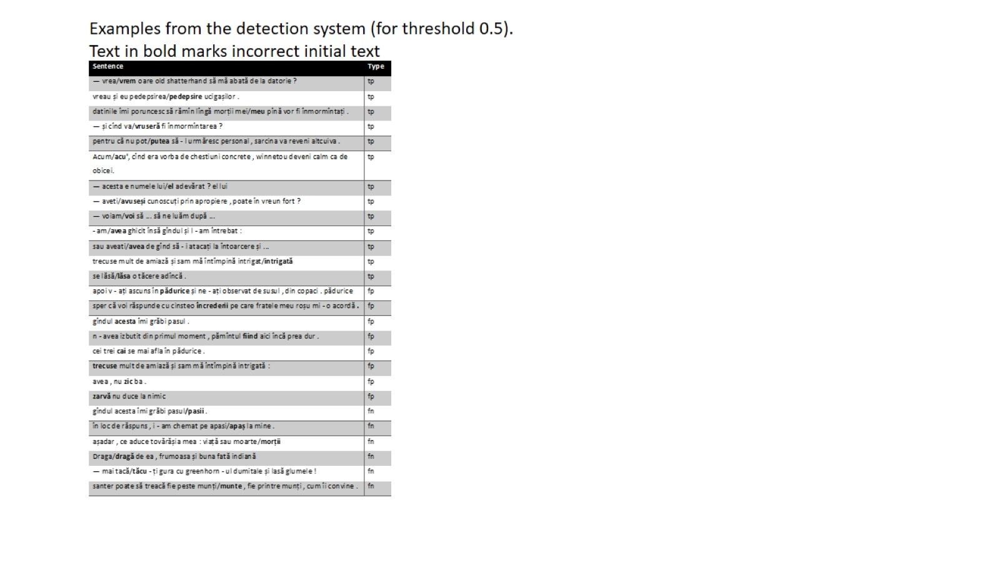 Examples from the detection system (for threshold 0.5).
Text in bold marks incorrect initial text
Sentence Type
— vrea/vrem oare old shatterhand să mă abată de la datorie ? tp
vreau și eu pedepsirea/pedepsire ucigașilor . tp
datinile îmi poruncesc să rămîn lîngă morții mei/meu pînă vor fi înmormîntați . tp
— și cînd va/vruseră fi înmormîntarea ? tp
pentru că nu pot/putea să - l urmăresc personal , sarcina va reveni altcuiva . tp
Acum/acu', cînd era vorba de chestiuni concrete , winnetou deveni calm ca de tp
obicei.
— acesta e numele lui/el adevărat ? el lui tp
— aveti/avuseși cunoscuți prin apropiere , poate în vreun fort ? tp
— voiam/voi să ... să ne luăm după ... tp
- am/avea ghicit însă gîndul și l - am întrebat : tp
sau aveati/avea de gînd să - i atacați la întoarcere și ... tp
trecuse mult de amiază și sam mă întîmpină intrigat/intrigată tp
se lăsă/lăsa o tăcere adîncă . tp
apoi v - ați ascuns în pădurice și ne - ați observat de susul , din copaci . pădurice fp
sper că voi răspunde cu cinsteo încrederii pe care fratele meu roșu mi - o acordă . fp
gîndul acesta îmi grăbi pasul . fp
n - avea izbutit din primul moment , pămîntul fiind aici încă prea dur . fp
cei trei cai se mai afla în pădurice . fp
trecuse mult de amiază și sam mă întîmpină intrigată : fp
avea , nu zic ba . fp
zarvă nu duce la nimic fp
gîndul acesta îmi grăbi pasul/pasii . fn
în loc de răspuns , i - am chemat pe apasi/apaș la mine . fn
așadar , ce aduce tovărășia mea : viață sau moarte/morții fn
Draga/dragă de ea , frumoasa și buna fată indiană fn
— mai tacă/tăcu - ți gura cu greenhorn - ul dumitale și lasă glumele ! fn
santer poate să treacă fie peste munți/munte , fie printre munți , cum îi convine . fn